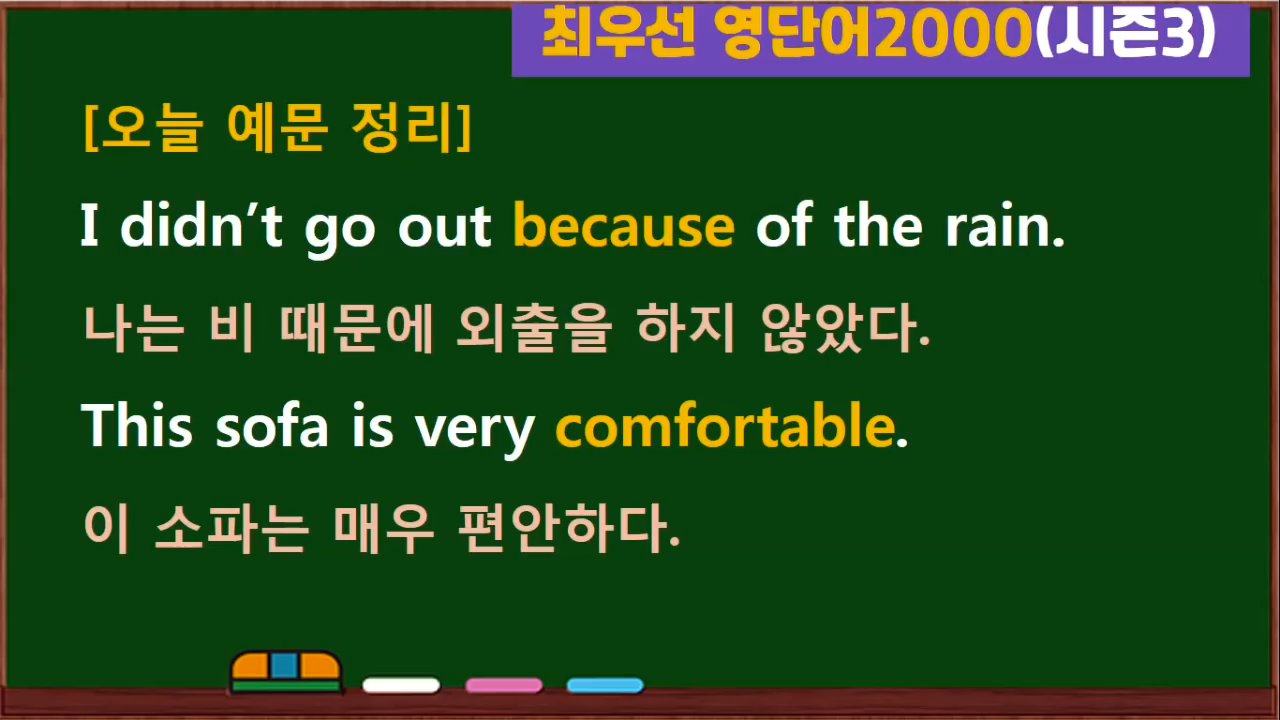 최우선 영단어2000(시즌3)
[오늘 예문 정리]
I didn’t go out because of the rain.
나는 비 때문에 외출을 하지 않았다.
This sofa is very comfortable.
이 소파는 매우 편안하다.